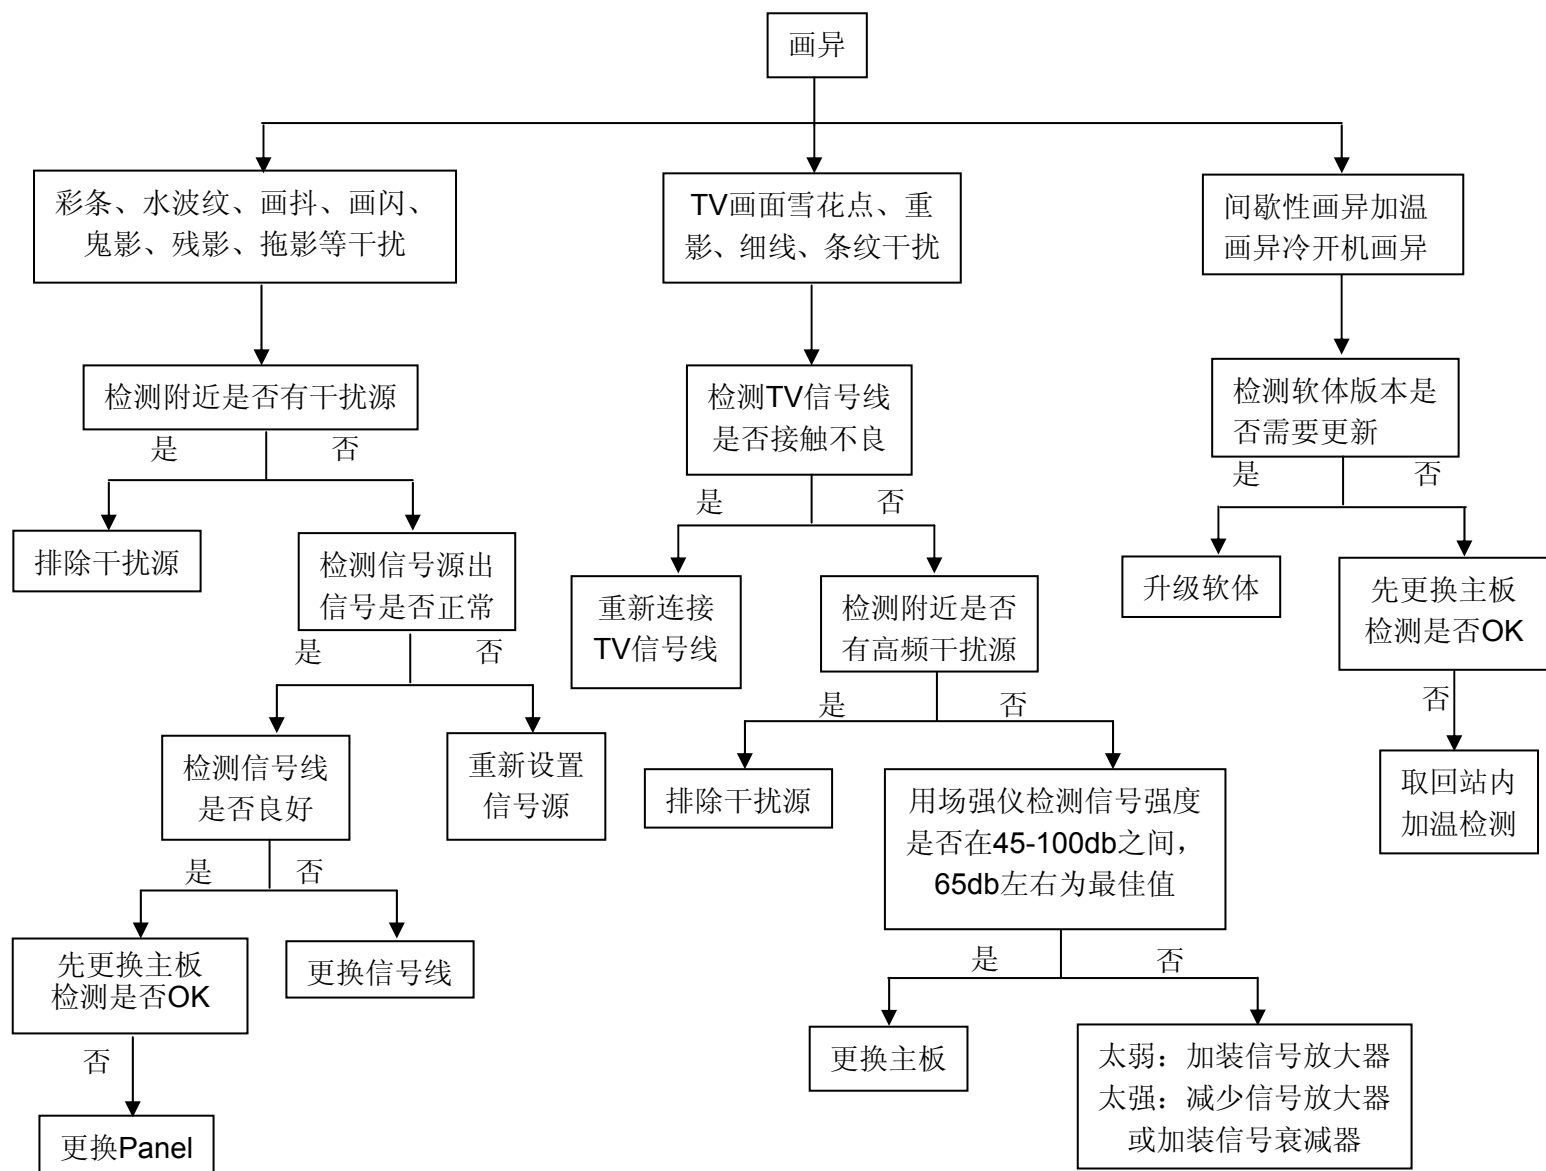 画异
彩条、水波纹、画抖、画闪、
鬼影、残影、拖影等干扰
TV画面雪花点、重
影、细线、条纹干扰
间歇性画异加温
画异冷开机画异
检测附近是否有干扰源
检测TV信号线
是否接触不良
检测软体版本是
否需要更新
是
否
是
否
是
否
排除干扰源
检测信号源出
信号是否正常
重新连接
TV信号线
检测附近是否
有高频干扰源
升级软体
先更换主板
检测是否OK
是
否
是
否
否
检测信号线
是否良好
重新设置
信号源
排除干扰源
用场强仪检测信号强度
是否在45-100db之间，
65db左右为最佳值
取回站内
加温检测
是
否
是
否
先更换主板
检测是否OK
更换信号线
否
更换主板
太弱：加装信号放大器
太强：减少信号放大器
或加装信号衰减器
更换Panel